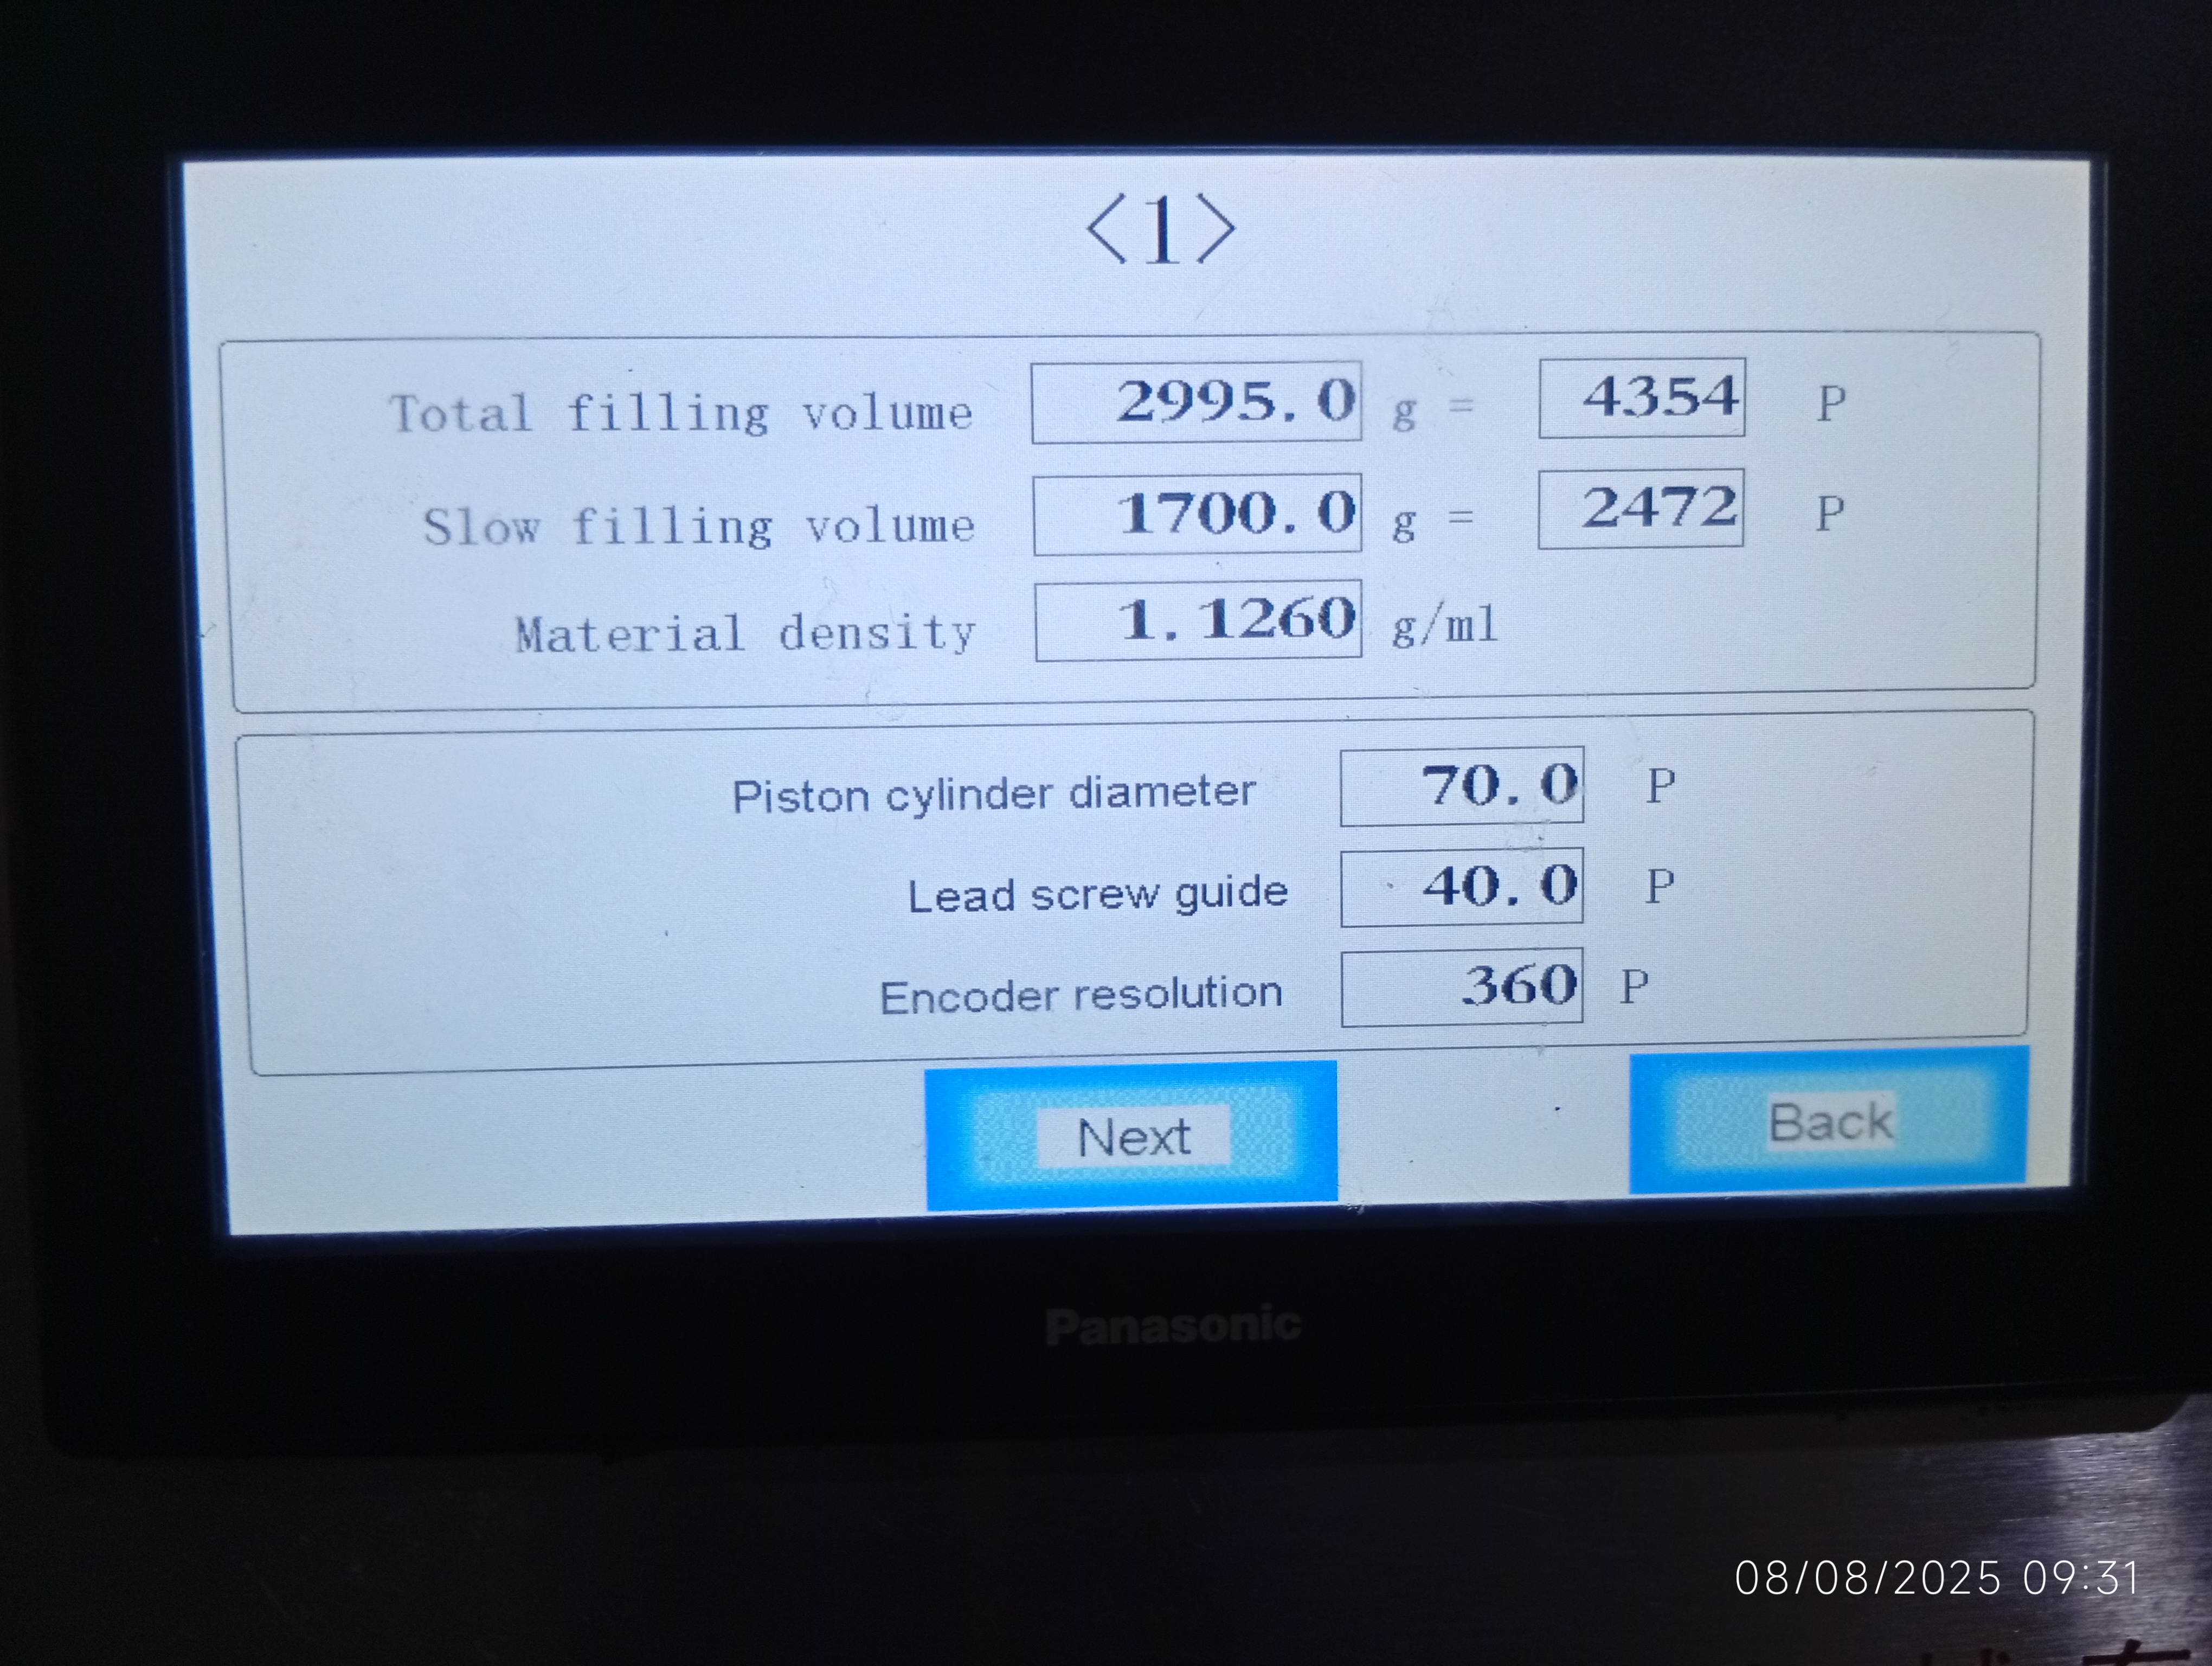 <1>
Total filling volume 2995.0 g = 4354 P
Slow filling volume 1700.0 g = 2472 P
Material density 1.1260 g/ml
Piston cylinder diameter 70.0 P
Lead screw guide 40.0 P
Encoder resolution 360 P
Next Back
Panasonic
08/08/2025 09:31